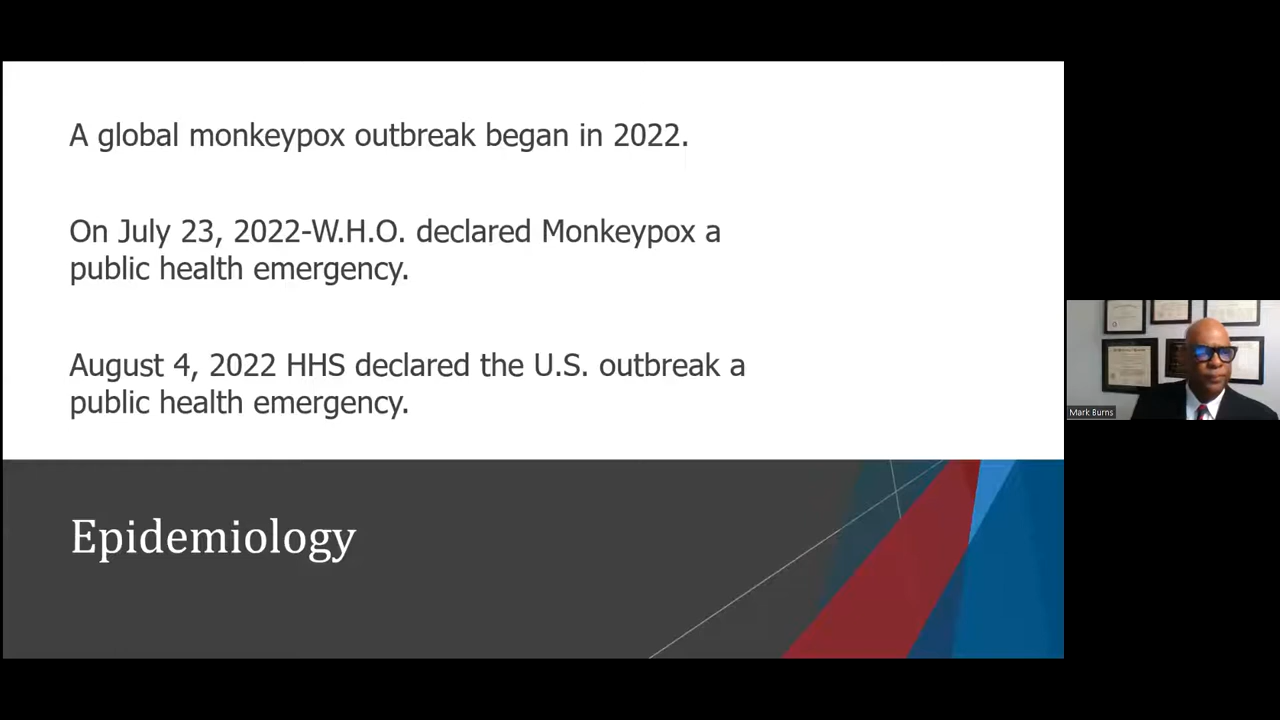 A global monkeypox outbreak began in 2022.
On July 23, 2022-W.H.O. declared Monkeypox a
public health emergency.
August 4, 2022 HHS declared the U.S. outbreak a
public health emergency.
Epidemiology
Mark Burns